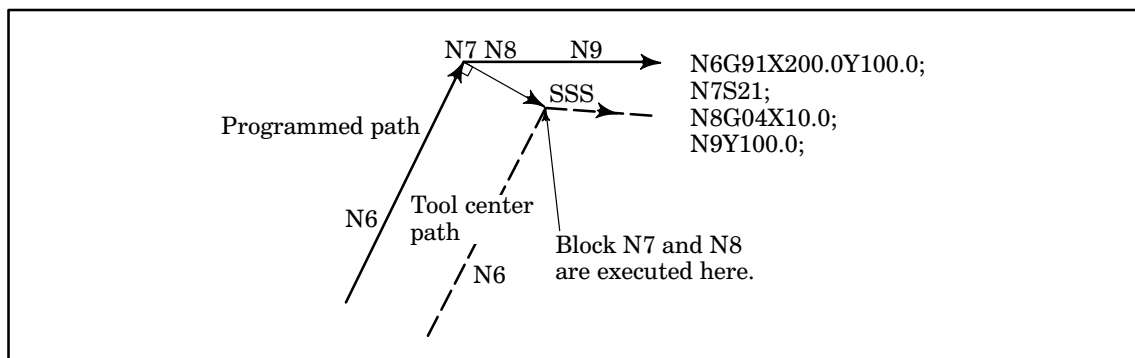 N7 N8 N9
N6G91X200.0Y100.0;
N7S21;
SSS
N8G04X10.0;
Programmed path
N9Y100.0;
N6
Tool center
path
Block N7 and N8
are executed here.
N6